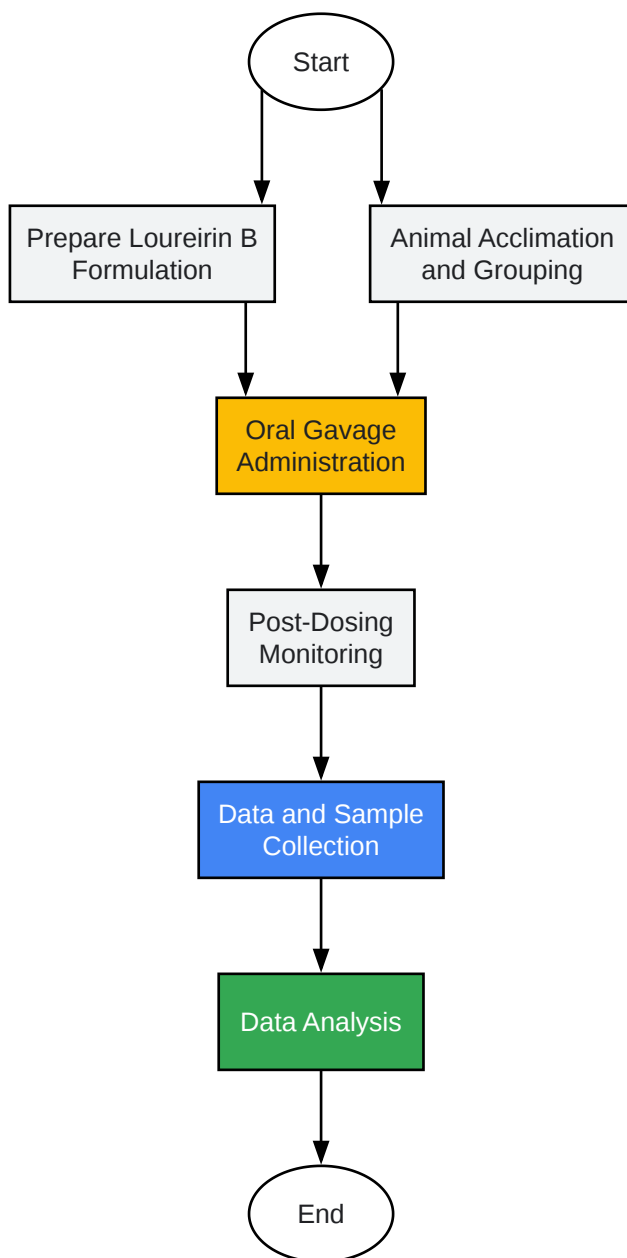 Start
Prepare Loureirin B
Formulation
Animal Acclimation
and Grouping
Oral Gavage
Administration
Post-Dosing
Monitoring
Data and Sample
Collection
Data Analysis
End